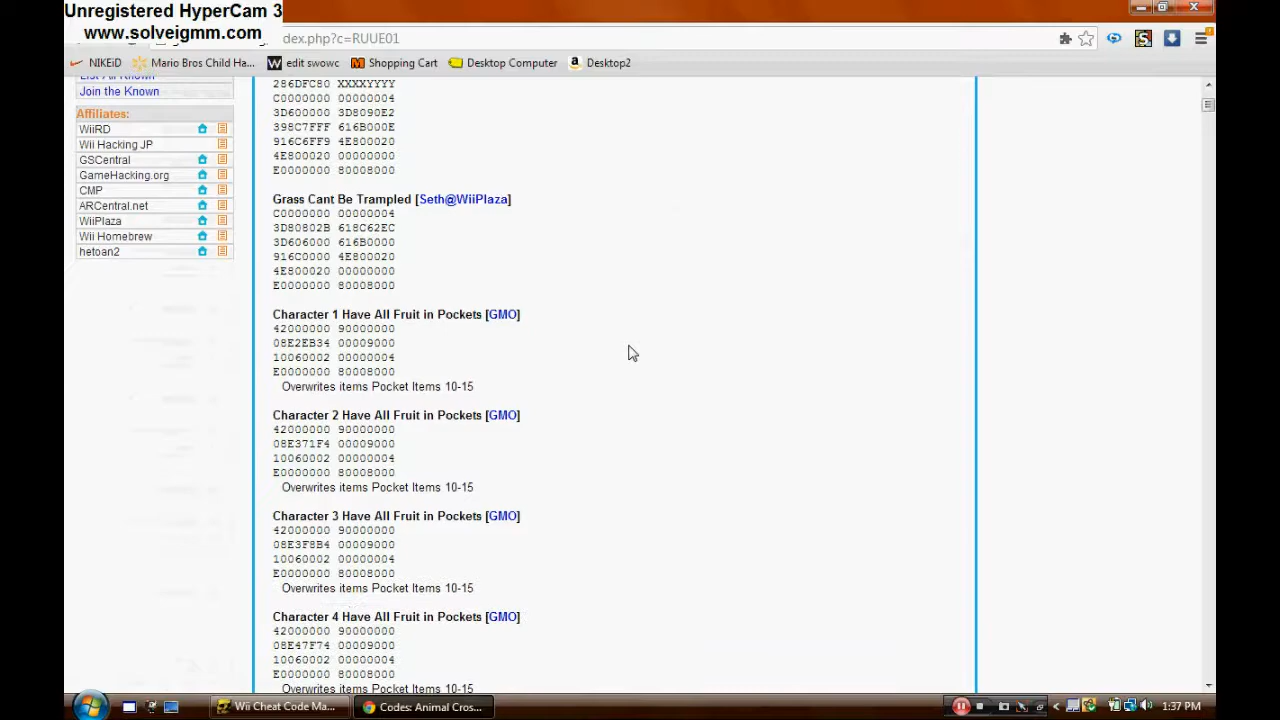 Unregistered HyperCam 3
www.solveigmm.com
dex.php?c=RUUE01
NIKEiD Mario Bros Child Ha... edit swowc Shopping Cart Desktop Computer Desktop2
List All Known
Join the Known
Affiliates:
WiiRD
Wii Hacking JP
GSCentral
GameHacking.org
CMP
ARCentral.net
WiiPlaza
Wii Homebrew
hetoan2
286DFC80 XXXXYYYY
C0000000 00000004
3D600000 3D8090E2
398C7FFF 616B000E
916C6FF9 4E800020
4E800020 00000000
E0000000 80008000
Grass Cant Be Trampled [Seth@WiiPlaza]
C0000000 00000004
3D80802B 618C62EC
3D606000 616B0000
916C0000 4E800020
4E800020 00000000
E0000000 80008000
Character 1 Have All Fruit in Pockets [GMO]
42000000 90000000
08E2EB34 00009000
10060002 00000004
E0000000 80008000
Overwrites items Pocket Items 10-15
Character 2 Have All Fruit in Pockets [GMO]
42000000 90000000
08E371F4 00009000
10060002 00000004
E0000000 80008000
Overwrites items Pocket Items 10-15
Character 3 Have All Fruit in Pockets [GMO]
42000000 90000000
08E3F8B4 00009000
10060002 00000004
E0000000 80008000
Overwrites items Pocket Items 10-15
Character 4 Have All Fruit in Pockets [GMO]
42000000 90000000
08E47F74 00009000
10060002 00000004
E0000000 80008000
Overwrites items Pocket Items 10-15
Wii Cheat Code Ma... Codes: Animal Cros... 1:37 PM